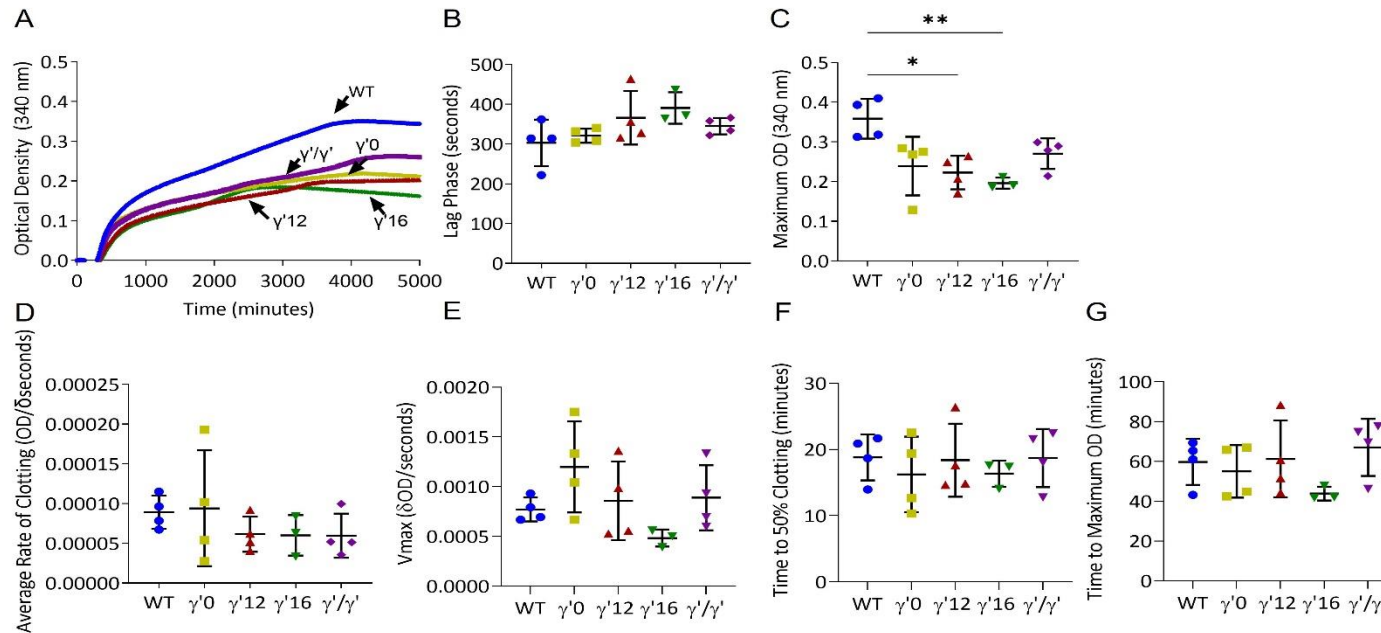 A
Optical Density (340 nm)
0.5
0.4
0.3
0.2
0.1
0.0
WT
γ'/γ'
γ'0
γ'12
γ'16
0 1000 2000 3000 4000 5000
Time (minutes)
B
Lag Phase (seconds)
500
400
300
200
100
0
WT γ'0 γ'12 γ'16 γ'/γ'
C
**
*
Maximum OD (340 nm)
0.5
0.4
0.3
0.2
0.1
0.0
WT γ'0 γ'12 γ'16 γ'/γ'
D
Average Rate of Clotting (OD/δseconds)
0.00025
0.00020
0.00015
0.00010
0.00005
0.00000
WT γ'0 γ'12 γ'16 γ'/γ'
E
Vmax (δOD/seconds)
0.0020
0.0015
0.0010
0.0005
0.0000
WT γ'0 γ'12 γ'16 γ'/γ'
F
Time to 50% Clotting (minutes)
30
20
10
0
WT γ'0 γ'12 γ'16 γ'/γ'
G
Time to Maximum OD (minutes)
100
80
60
40
20
0
WT γ'0 γ'12 γ'16 γ'/γ'